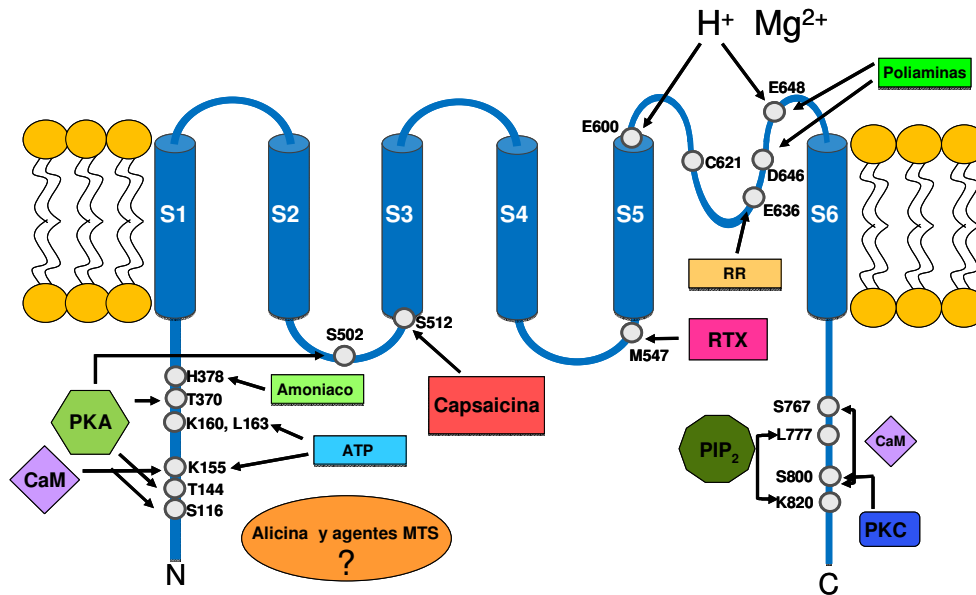 H⁺ Mg²⁺
Poliaminas
E648
E600
C621
D646
E636
S1
S2
S3
S4
S5
S6
RR
S502
S512
M547
RTX
H378
Amoniaco
T370
PKA
K160, L163
Capsaicina
S767
L777
CaM
PIP₂
ATP
CaM
K155
T144
S116
S800
K820
PKC
Alicina y agentes MTS
?
N
C